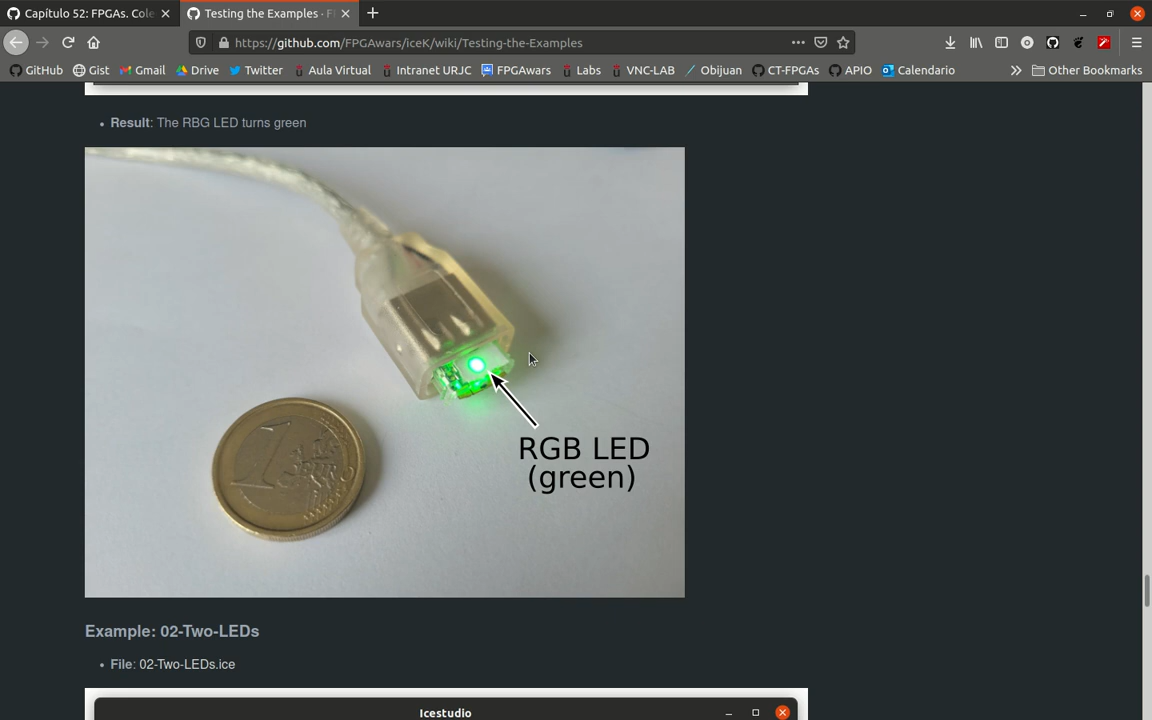 Capítulo 52: FPGAs. Cole
Testing the Examples · F
https://github.com/FPGAwars/iceK/wiki/Testing-the-Examples
GitHub Gist Gmail Drive Twitter Aula Virtual Intranet URJC FPGAwars Labs VNC-LAB Obijuan CT-FPGAs APIO Calendario Other Bookmarks
Result: The RBG LED turns green
1
RGB LED
(green)
Example: 02-Two-LEDs
File: 02-Two-LEDs.ice
Icestudio